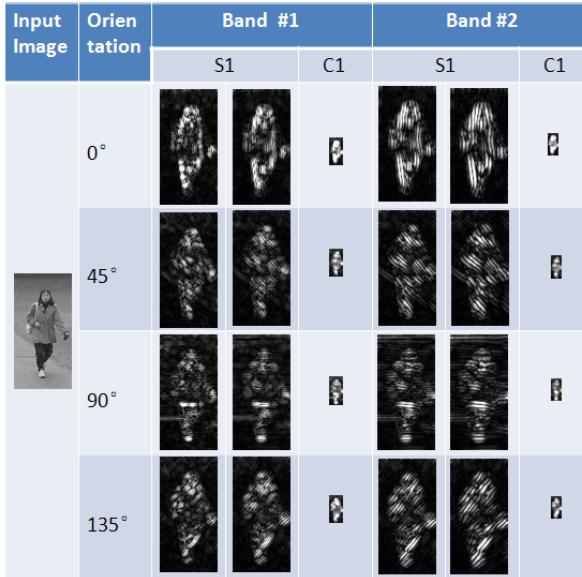 Input Image
Orien tation
Band #1
Band #2
S1
C1
S1
C1
0°
45°
90°
135°